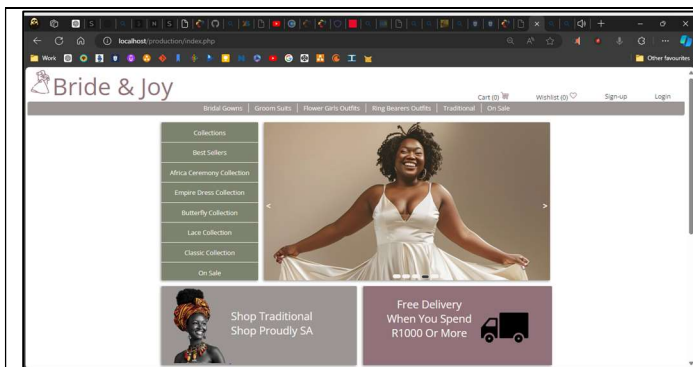 localhost/production/index.php
Work
Other favourites
Bride & Joy
Cart (0) Wishlist (0) Sign-up Login
Bridal Gowns | Groom Suits | Flower Girls Outfits | Ring Bearers Outfits | Traditional | On Sale
Collections
Best Sellers
Africa Ceremony Collection
Empire Dress Collection
Butterfly Collection
Lace Collection
Classic Collection
On Sale
< >
Shop Traditional
Shop Proudly SA
Free Delivery
When You Spend
R1000 Or More